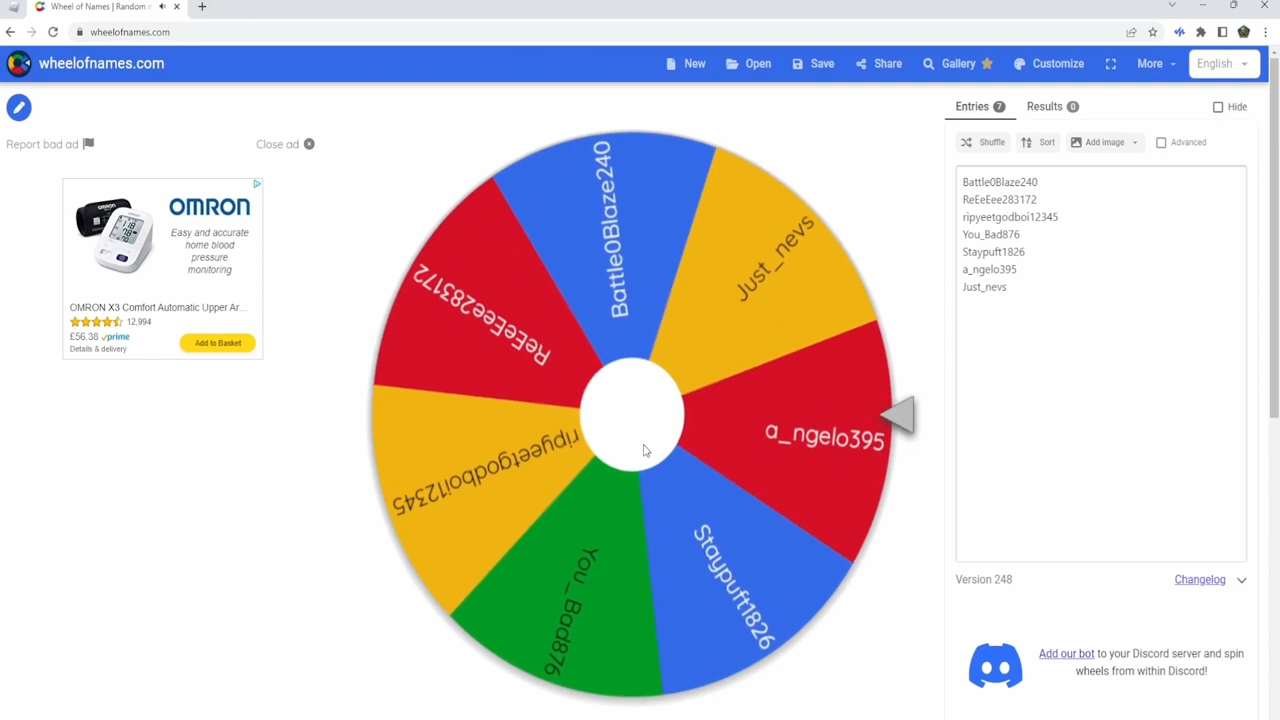 Wheel of Names | Random n
wheelofnames.com
wheelofnames.com
New
Open
Save
Share
Gallery
Customize
More
English
Report bad ad
Close ad
OMRON
Easy and accurate
home blood
pressure
monitoring
OMRON X3 Comfort Automatic Upper Ar...
12,994
£56.38 prime
Details & delivery
Add to Basket
Battle0Blaze240
Just_nevs
a_ngelo395
Staypuft1826
You_Bad876
ripyeetgodboi12345
ReEeEee283172
Entries 7
Results 0
Hide
Shuffle
Sort
Add image
Advanced
Battle0Blaze240
ReEeEee283172
ripyeetgodboi12345
You_Bad876
Staypuft1826
a_ngelo395
Just_nevs
Version 248
Changelog
Add our bot to your Discord server and spin
wheels from within Discord!